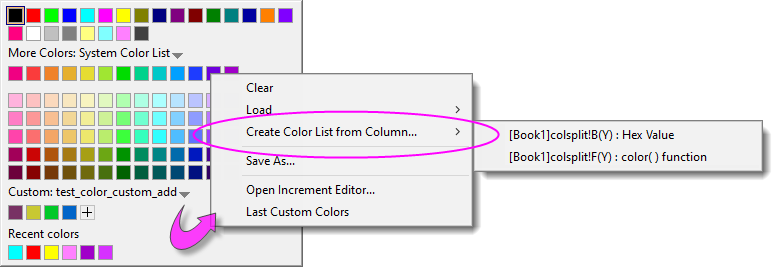 More Colors: System Color List
Clear
Load
Create Color List from Column...
[Book1]colsplit!B(Y) : Hex Value
[Book1]colsplit!F(Y) : color( ) function
Save As...
Custom: test_color_custom_add
Open Increment Editor...
Last Custom Colors
Recent colors